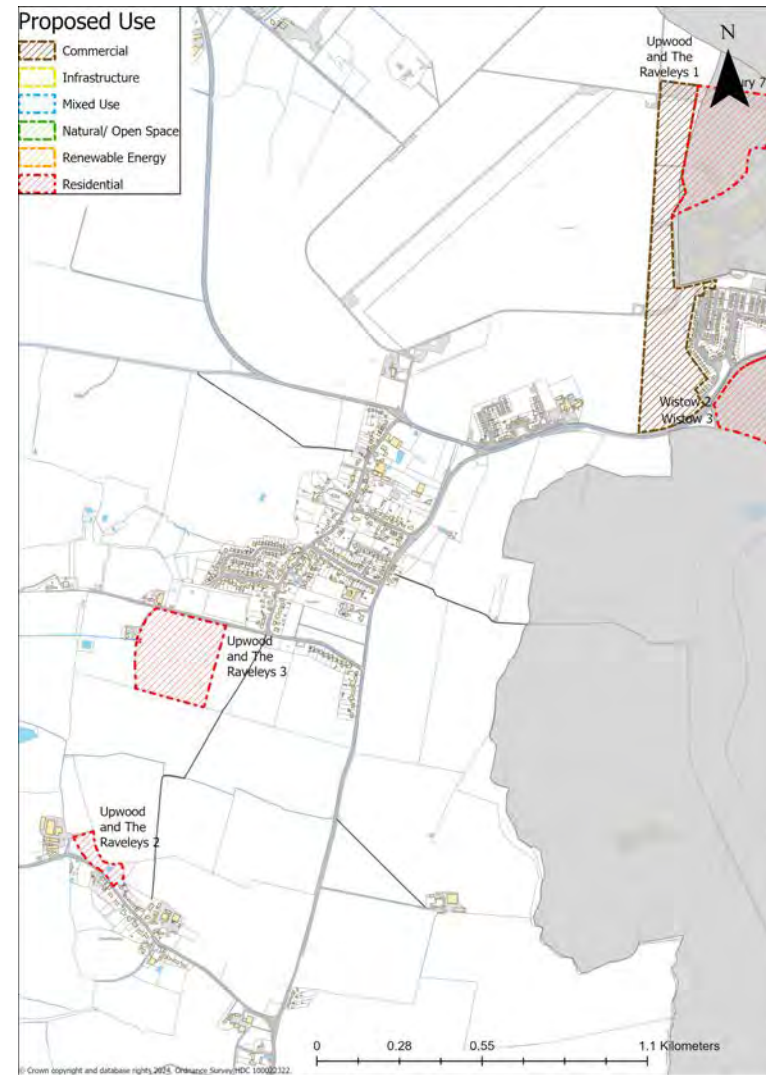 Proposed Use
Commercial
Infrastructure
Mixed Use
Natural/ Open Space
Renewable Energy
Residential
Upwood
and The
Raveleys 1
N
ury 7
Wistow 2
Wistow 3
Upwood
and The
Raveleys 3
Upwood
and The
Raveleys 2
0 0.28 0.55 1.1 Kilometers
© Crown copyright and database rights 2024. Ordnance Survey HDC 100022322.